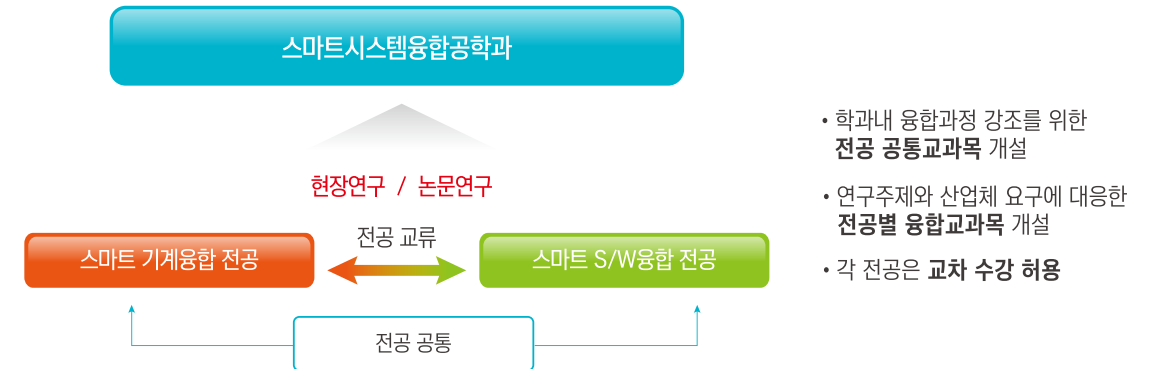 스마트시스템융합공학과
현장연구 / 논문연구
스마트 기계융합 전공
전공 교류
스마트 S/W융합 전공
전공 공통
• 학과내 융합과정 강조를 위한
전공 공통교과목 개설
• 연구주제와 산업체 요구에 대응한
전공별 융합교과목 개설
• 각 전공은 교차 수강 허용